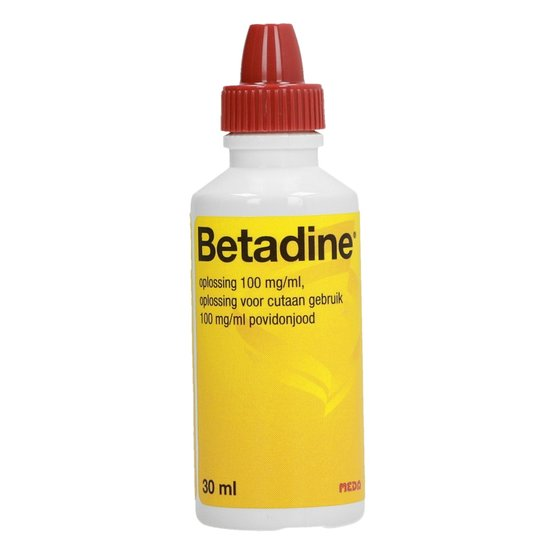 Betadine®
oplossing 100 mg/ml,
oplossing voor cutaan gebruik
100 mg/ml povidonjood
30 ml
MEDA